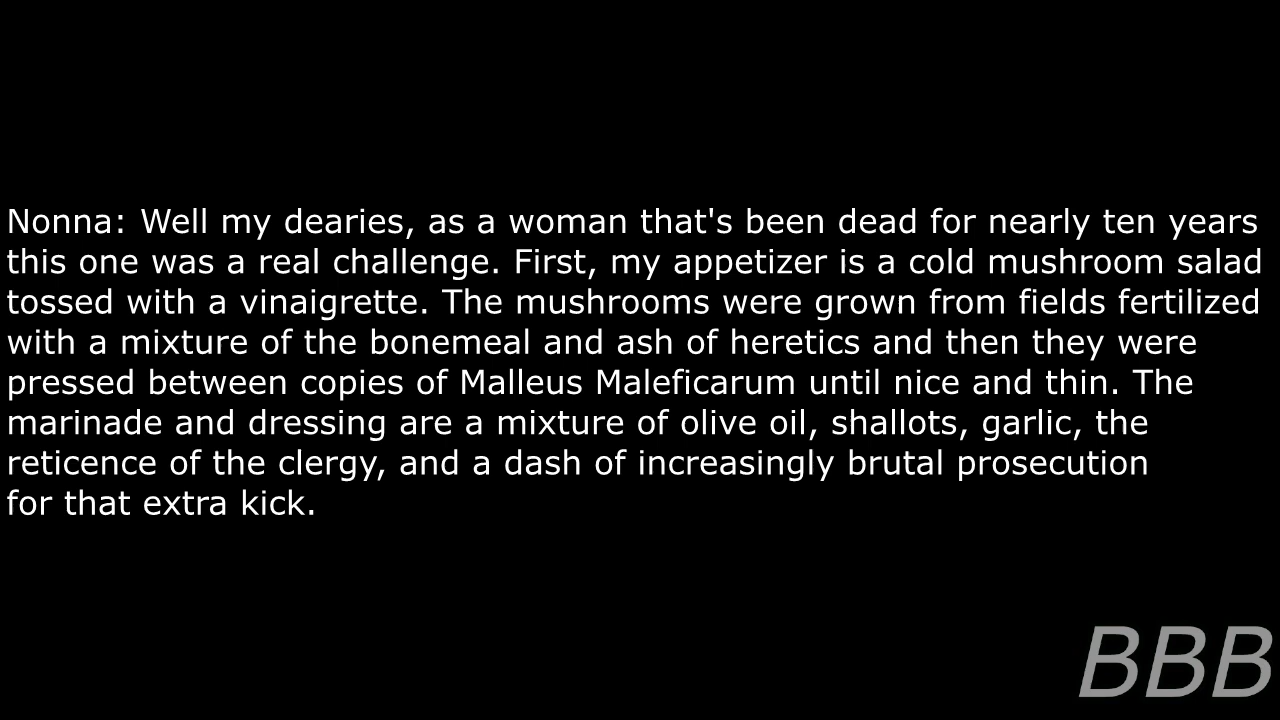 Nonna: Well my dearies, as a woman that's been dead for nearly ten years
this one was a real challenge. First, my appetizer is a cold mushroom salad
tossed with a vinaigrette. The mushrooms were grown from fields fertilized
with a mixture of the bonemeal and ash of heretics and then they were
pressed between copies of Malleus Maleficarum until nice and thin. The
marinade and dressing are a mixture of olive oil, shallots, garlic, the
reticence of the clergy, and a dash of increasingly brutal prosecution
for that extra kick.
BBB